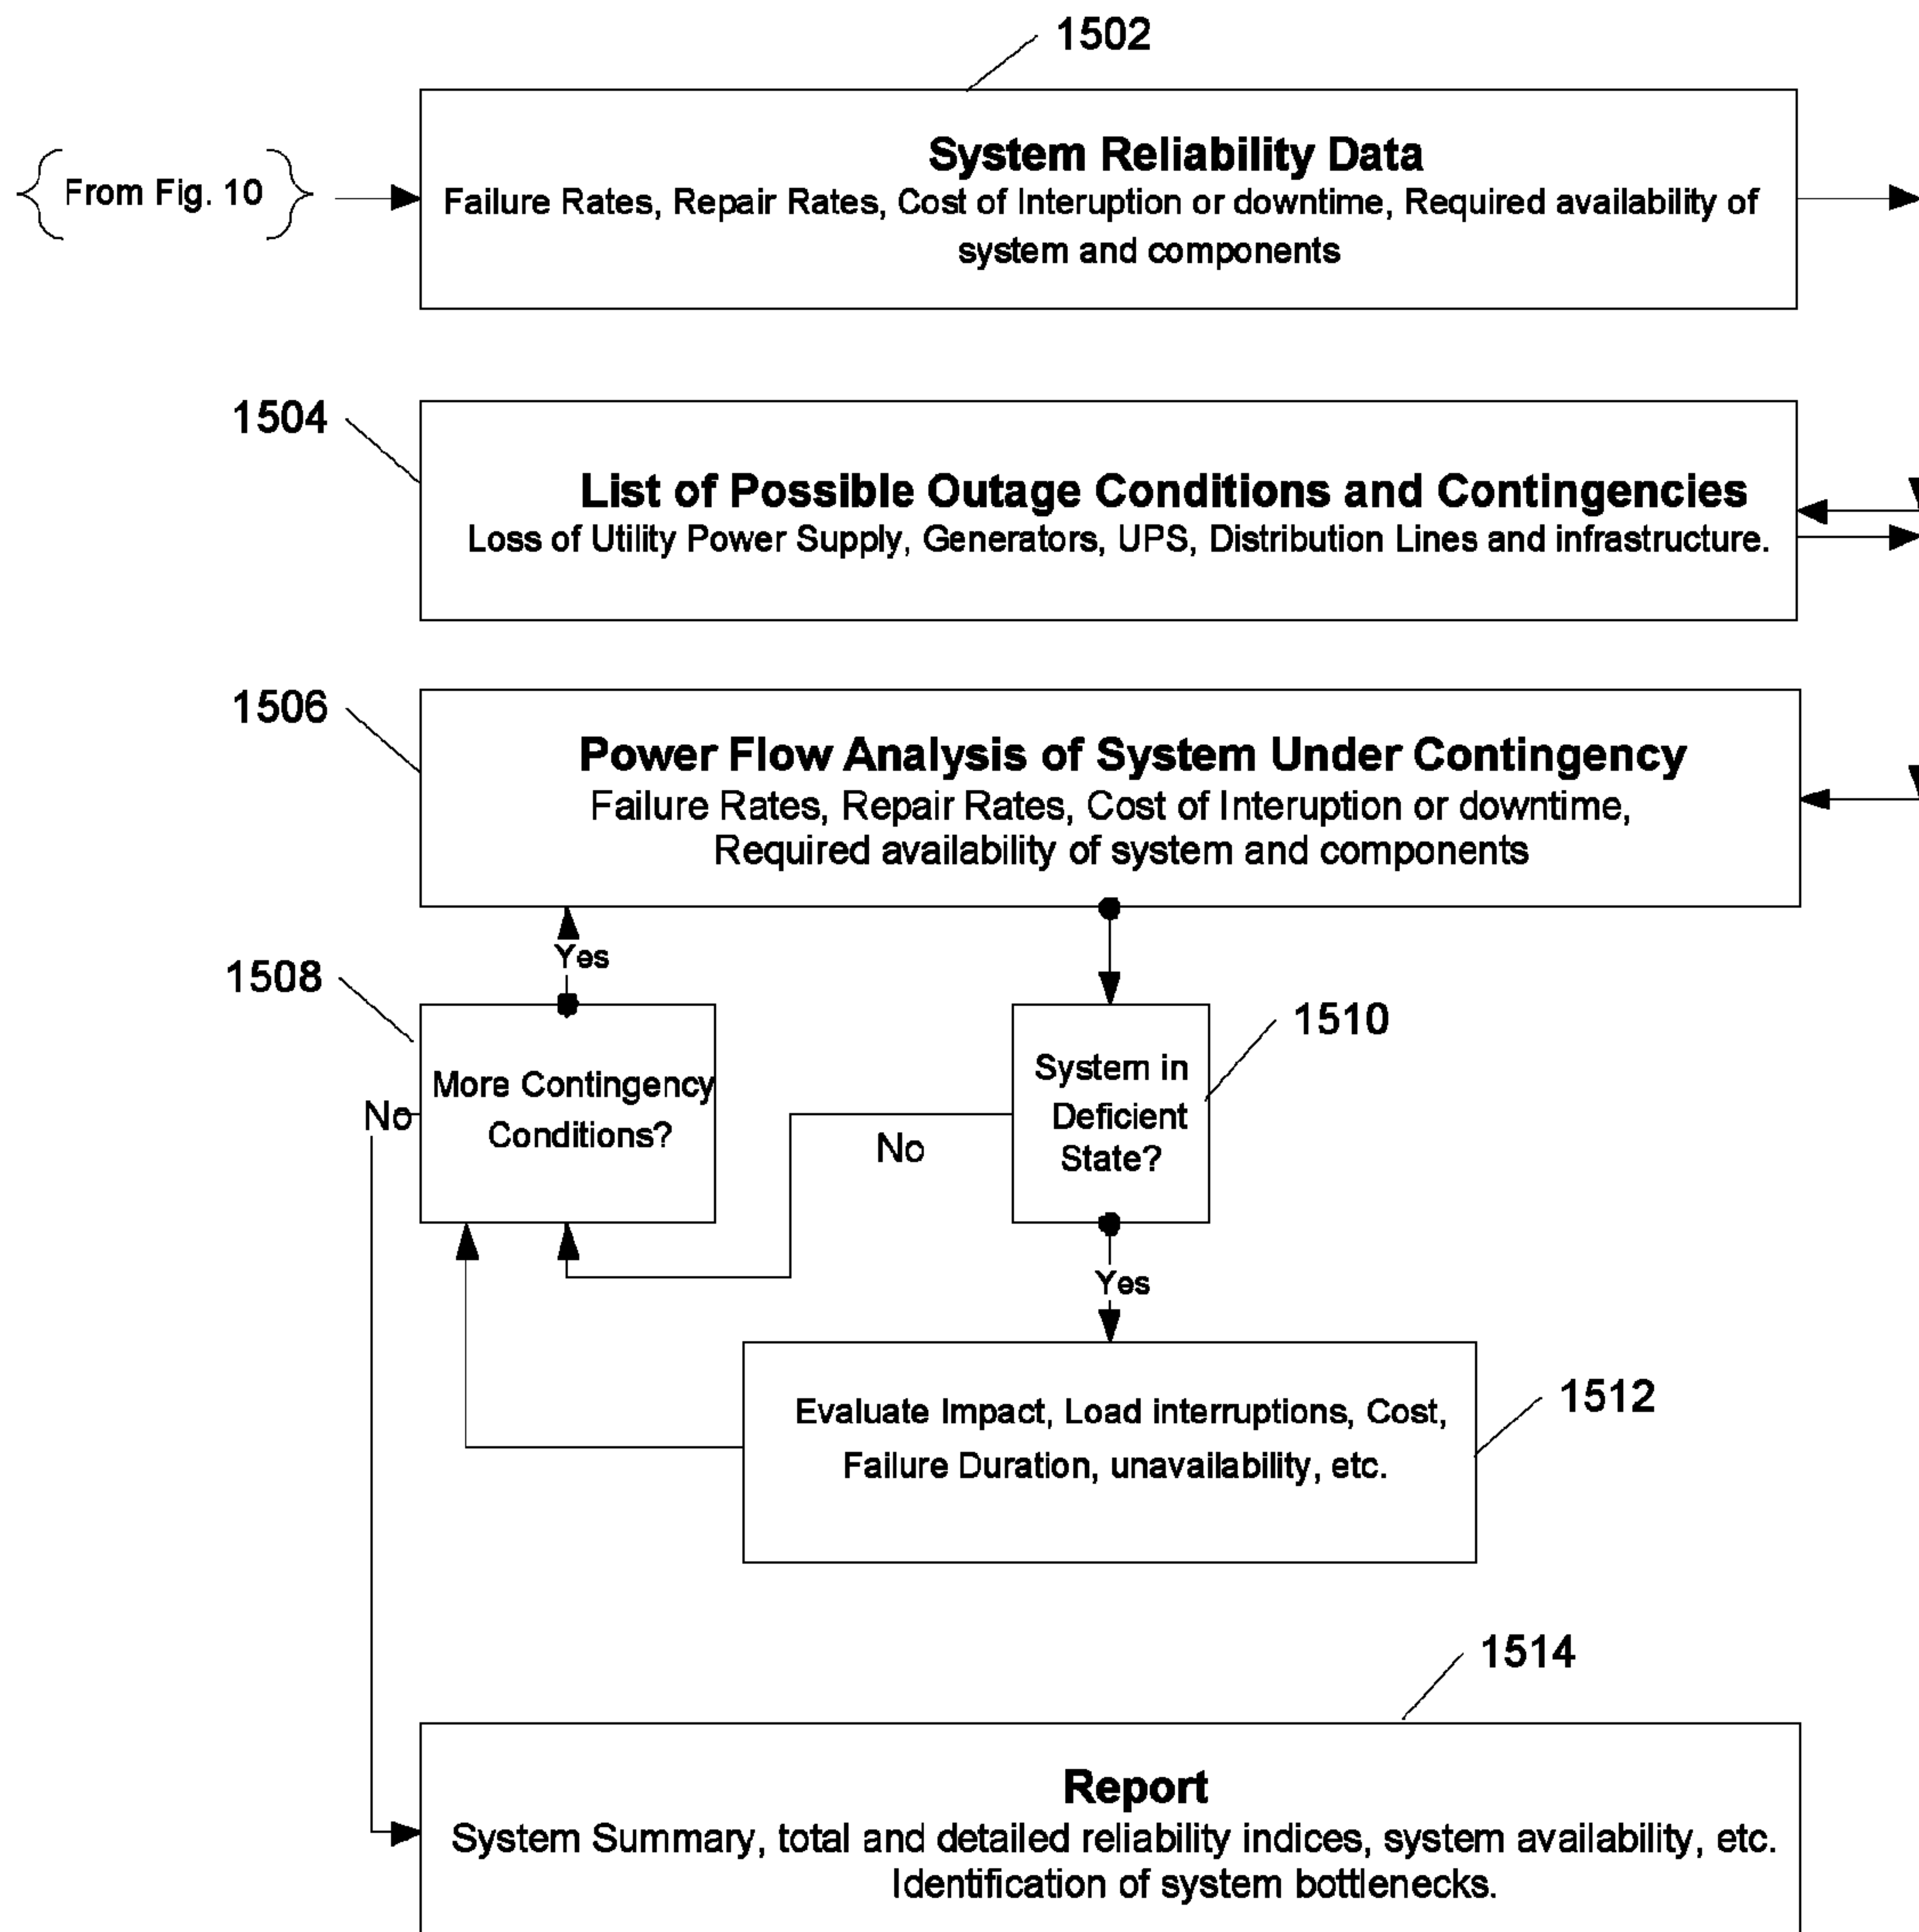 1502
From Fig. 10
System Reliability Data
Failure Rates, Repair Rates, Cost of Interuption or downtime, Required availability of
system and components
1504
List of Possible Outage Conditions and Contingencies
Loss of Utility Power Supply, Generators, UPS, Distribution Lines and infrastructure.
1506
Power Flow Analysis of System Under Contingency
Failure Rates, Repair Rates, Cost of Interuption or downtime,
Required availability of system and components
Yes
1508
More Contingency
Conditions?
No
1510
System in
Deficient
State?
No
Yes
1512
Evaluate Impact, Load interruptions, Cost,
Failure Duration, unavailability, etc.
1514
Report
System Summary, total and detailed reliability indices, system availability, etc.
Identification of system bottlenecks.